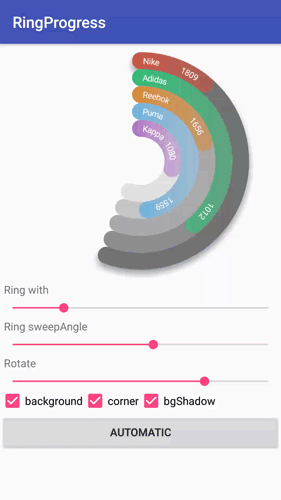 RingProgress
Nike 1809
Adidas 1012
Reebok 1656
Puma 1559
Kappa 1080
Ring with
Ring sweepAngle
Rotate
background corner bgShadow
AUTOMATIC